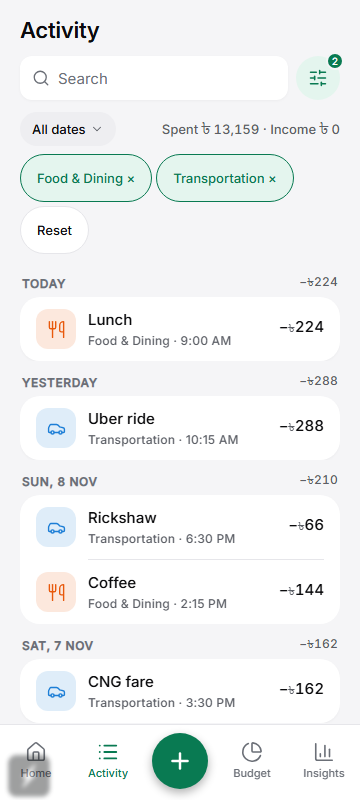 Activity
Search
2
All dates
Spent ৳ 13,159 · Income ৳ 0
Food & Dining ×
Transportation ×
Reset
TODAY
−৳224
Lunch
−৳224
Food & Dining · 9:00 AM
YESTERDAY
−৳288
Uber ride
−৳288
Transportation · 10:15 AM
SUN, 8 NOV
−৳210
Rickshaw
−৳66
Transportation · 6:30 PM
Coffee
−৳144
Food & Dining · 2:15 PM
SAT, 7 NOV
−৳162
CNG fare
−৳162
Transportation · 3:30 PM
Home
Activity
Budget
Insights